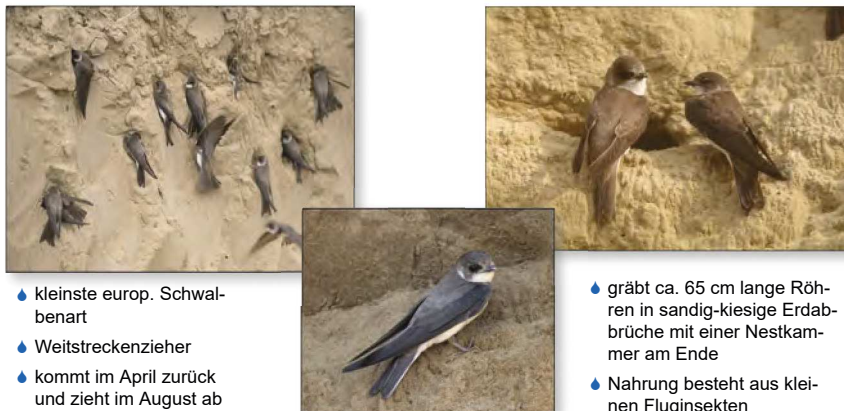 kleinste europ. Schwal-
benart
Weitstreckenzieher
kommt im April zurück
und zieht im August ab
gräbt ca. 65 cm lange Röh-
ren in sandig-kiesige Erdab-
brüche mit einer Nestkam-
mer am Ende
Nahrung besteht aus klei-
nen Fluginsekten